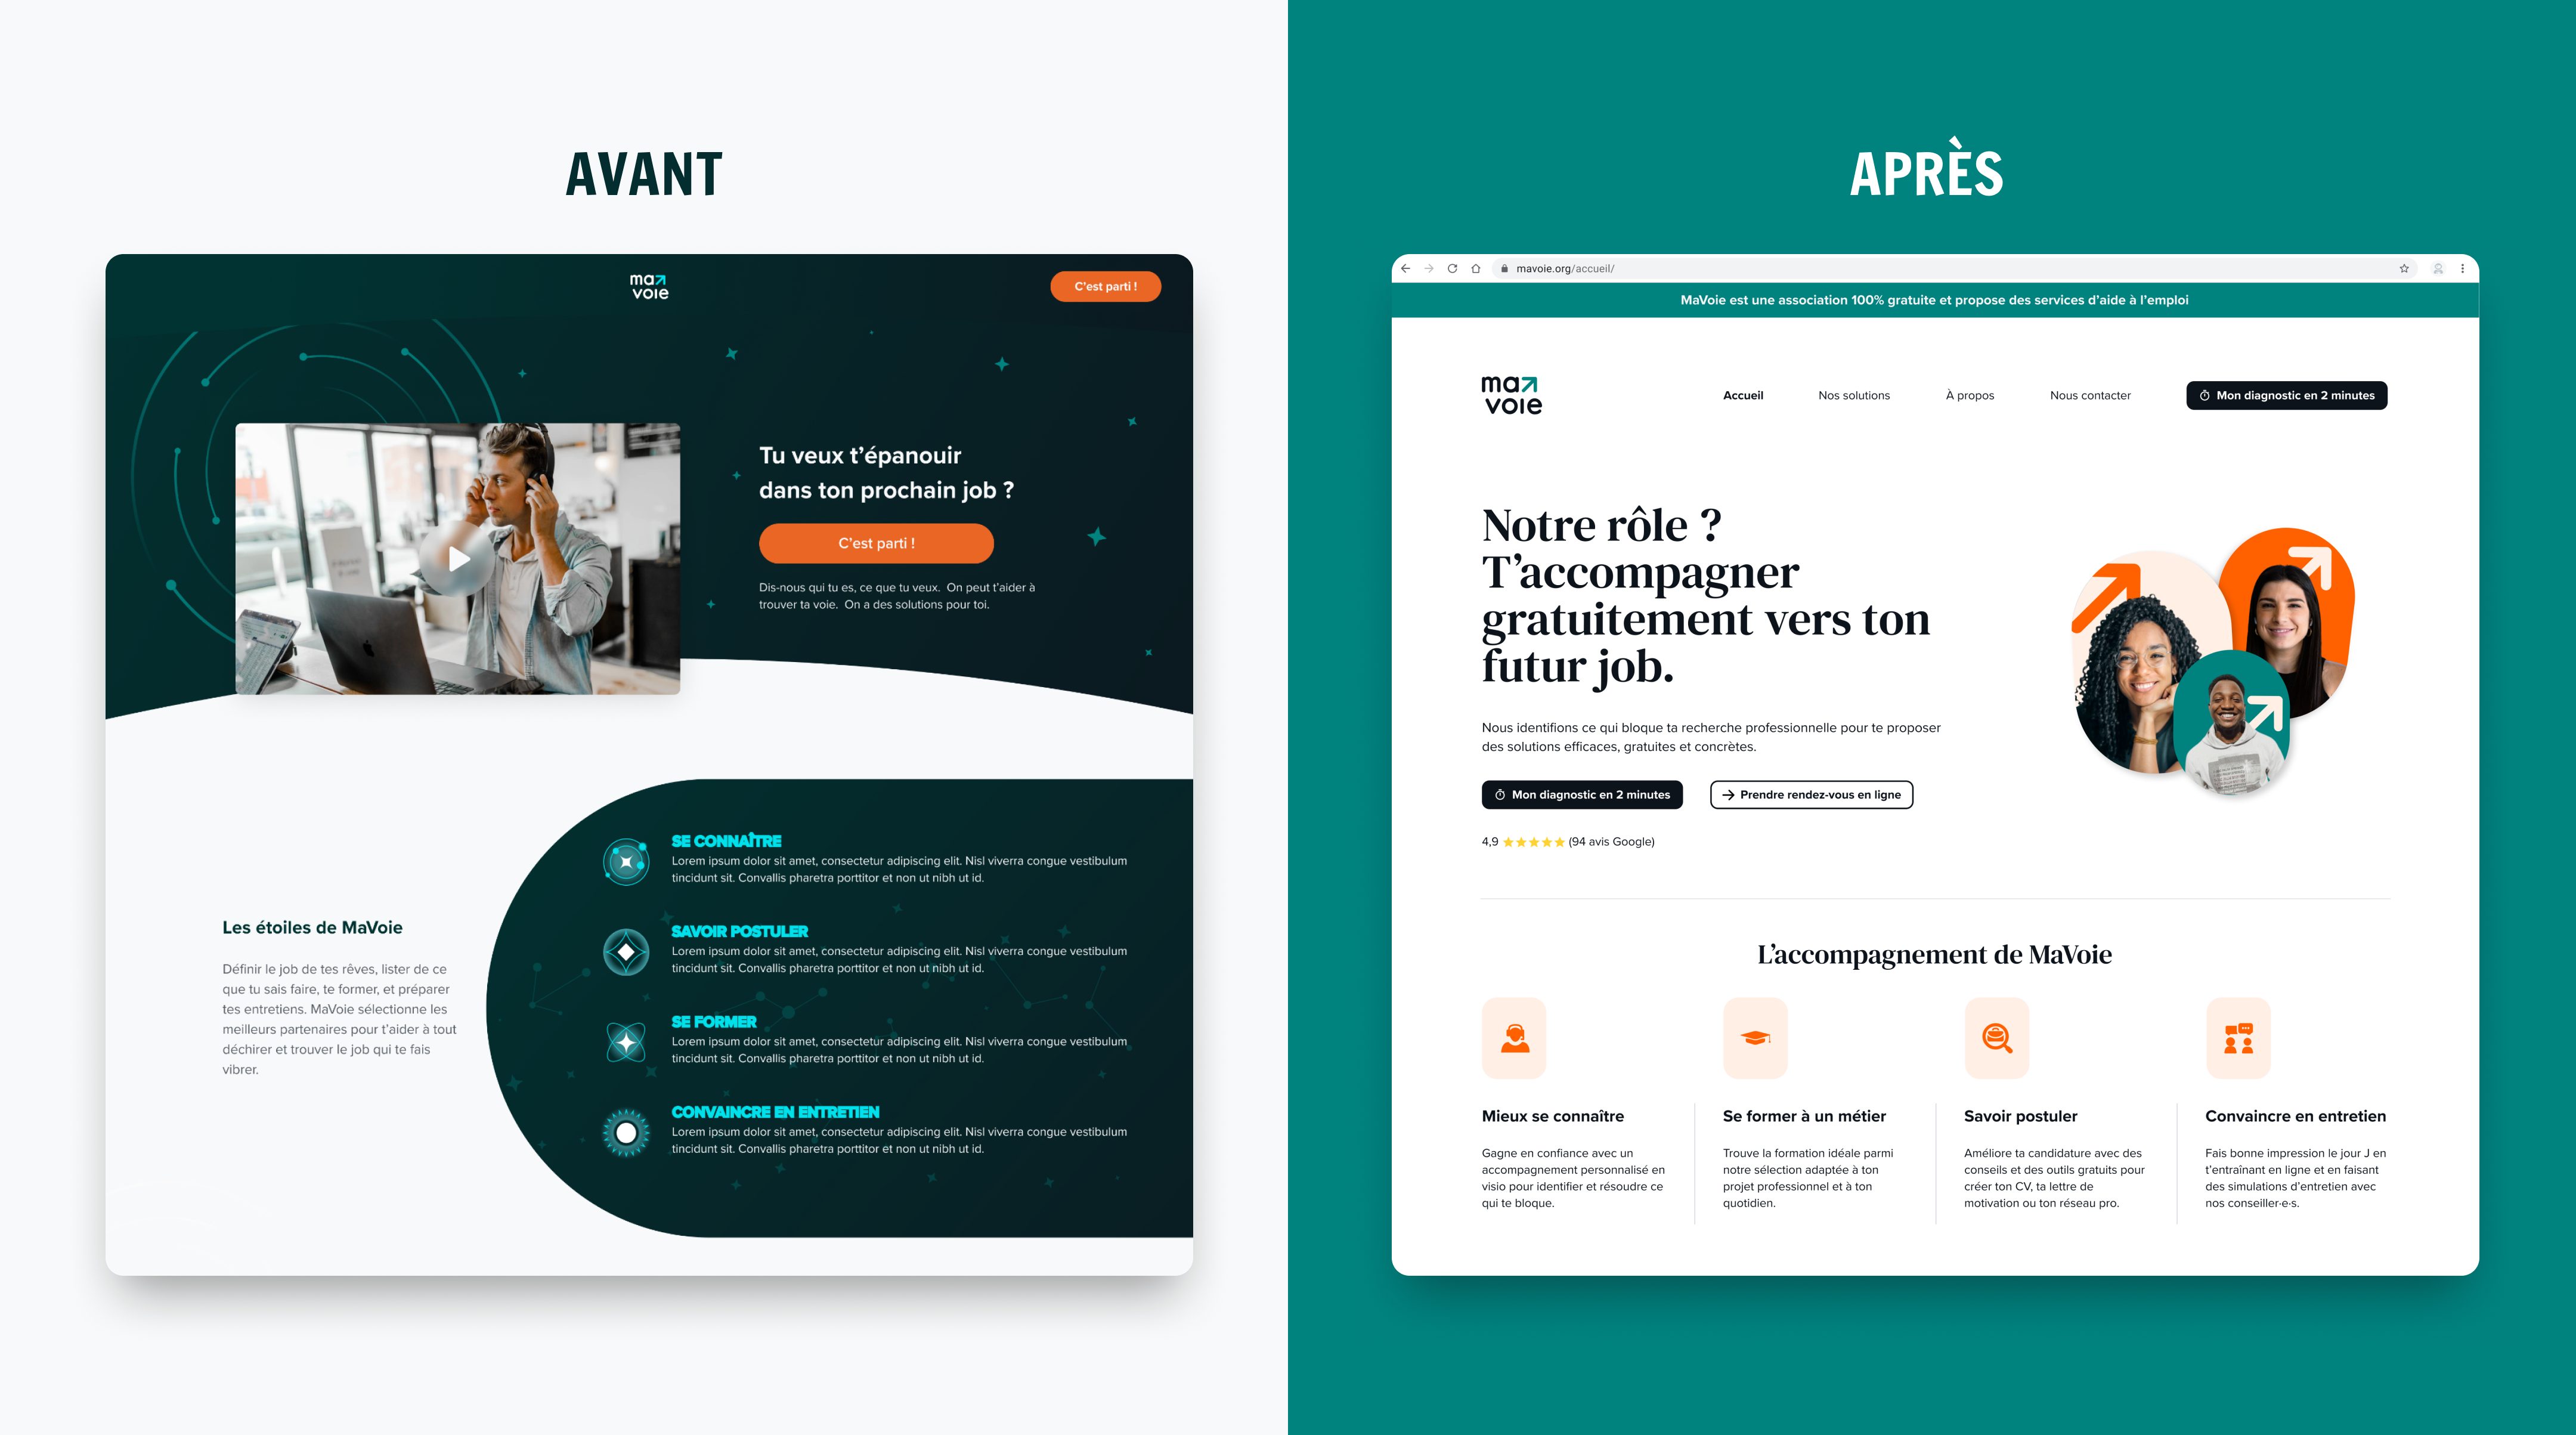 AVANT
ma
voie
C'est parti !
Tu veux t'épanouir
dans ton prochain job ?
C'est parti !
Dis-nous qui tu es, ce que tu veux. On peut t'aider à
trouver ta voie. On a des solutions pour toi.
Les étoiles de MaVoie
Définir le job de tes rêves, lister de ce
que tu sais faire, te former, et préparer
tes entretiens. MaVoie sélectionne les
meilleurs partenaires pour t'aider à tout
déchirer et trouver le job qui te fais
vibrer.
SE CONNAÎTRE
Lorem ipsum dolor sit amet, consectetur adipiscing elit. Nisl viverra congue vestibulum
tincidunt sit. Convallis pharetra porttitor et non ut nibh ut id.
SAVOIR POSTULER
Lorem ipsum dolor sit amet, consectetur adipiscing elit. Nisl viverra congue vestibulum
tincidunt sit. Convallis pharetra porttitor et non ut nibh ut id.
SE FORMER
Lorem ipsum dolor sit amet, consectetur adipiscing elit. Nisl viverra congue vestibulum
tincidunt sit. Convallis pharetra porttitor et non ut nibh ut id.
CONVAINCRE EN ENTRETIEN
Lorem ipsum dolor sit amet, consectetur adipiscing elit. Nisl viverra congue vestibulum
tincidunt sit. Convallis pharetra porttitor et non ut nibh ut id.
APRÈS
mavoie.org/accueil/
MaVoie est une association 100% gratuite et propose des services d'aide à l'emploi
ma
voie
Accueil
Nos solutions
À propos
Nous contacter
Mon diagnostic en 2 minutes
Notre rôle ?
T'accompagner
gratuitement vers ton
futur job.
Nous identifions ce qui bloque ta recherche professionnelle pour te proposer
des solutions efficaces, gratuites et concrètes.
Mon diagnostic en 2 minutes
Prendre rendez-vous en ligne
4,9 ★★★★★ (94 avis Google)
L'accompagnement de MaVoie
Mieux se connaître
Gagne en confiance avec un
accompagnement personnalisé en
visio pour identifier et résoudre ce
qui te bloque.
Se former à un métier
Trouve la formation idéale parmi
notre sélection adaptée à ton
projet professionnel et à ton
quotidien.
Savoir postuler
Améliore ta candidature avec des
conseils et des outils gratuits pour
créer ton CV, ta lettre de
motivation ou ton réseau pro.
Convaincre en entretien
Fais bonne impression le jour J en
t'entraînant en ligne et en faisant
des simulations d'entretien avec
nos conseiller·e·s.